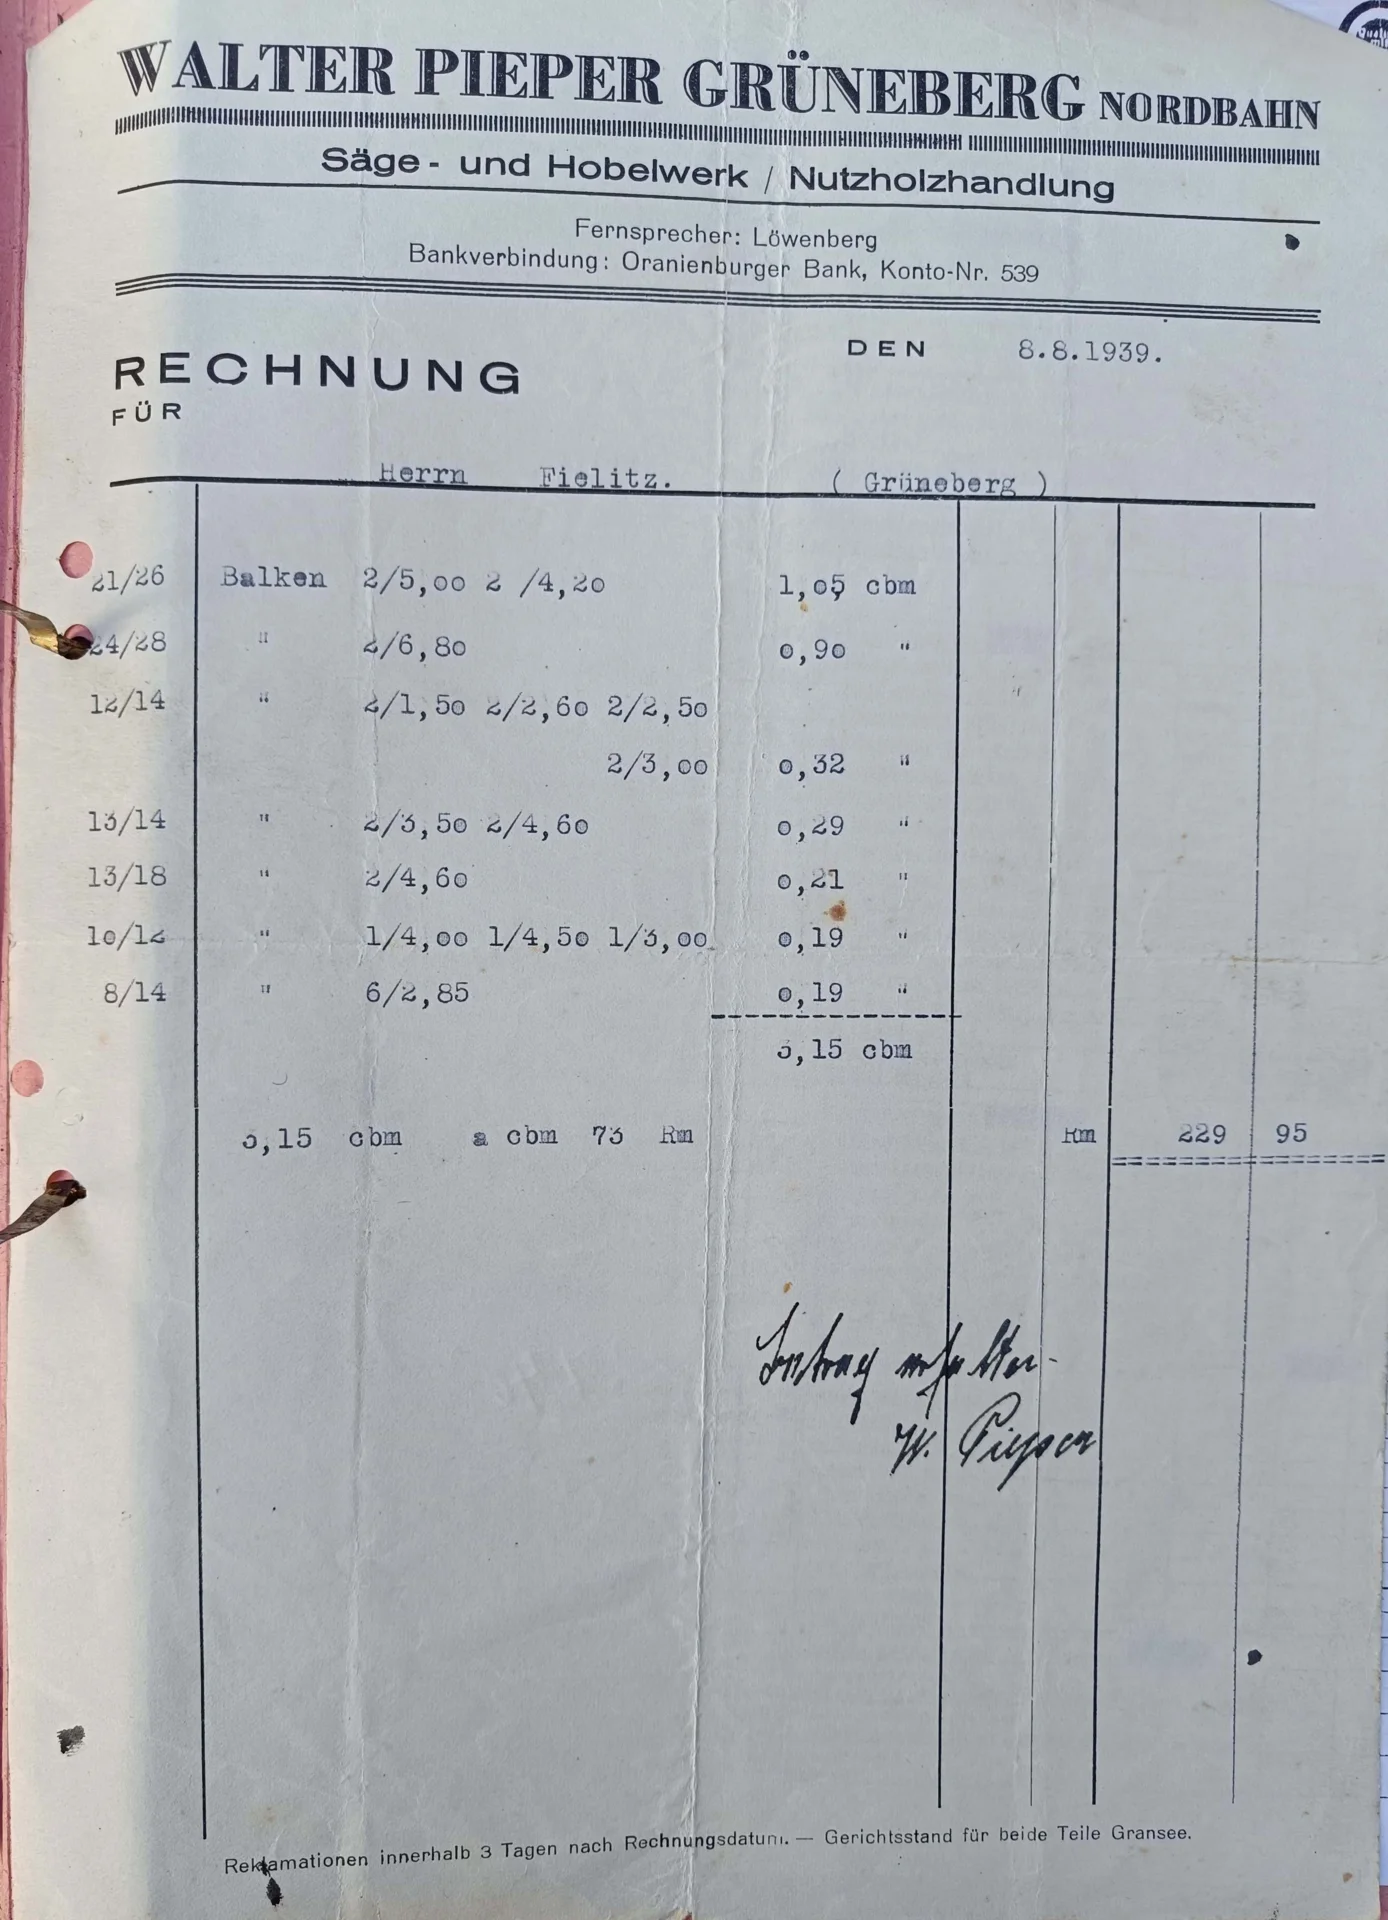 WALTER PIEPER GRÜNEBERG NORDBAHN
Säge- und Hobelwerk / Nutzholzhandlung
Fernsprecher: Löwenberg
Bankverbindung: Oranienburger Bank, Konto-Nr. 539
DEN 8.8.1939.
RECHNUNG
FÜR
Herrn Fielitz. ( Grüneberg )
21/26 Balken 2/5,00 2 /4,20 1,05 cbm
24/28 " 2/6,80 0,90 "
12/14 " 2/1,50 2/2,60 2/2,50
2/3,00 0,32 "
13/14 " 2/3,50 2/4,60 0,29 "
13/18 " 2/4,60 0,21 "
10/12 " 1/4,00 1/4,50 1/3,00 0,19 "
8/14 " 6/2,85 0,19 "
3,15 cbm
3,15 cbm a cbm 73 Rm Rm 229 95
Betrag erhalten
W. Pieper
Reklamationen innerhalb 3 Tagen nach Rechnungsdatum. — Gerichtsstand für beide Teile Gransee.